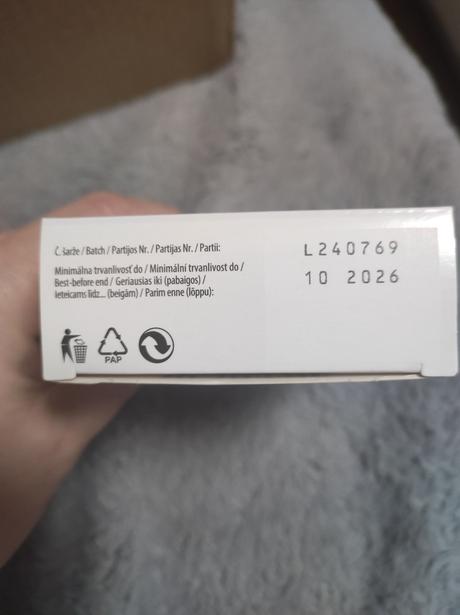 Č. šarže / Batch / Partijos Nr. / Partijas Nr. / Partii:
L240769
Minimálna trvanlivosť do / Minimální trvanlivost do /
Best-before end / Geriausias iki (pabaigos) /
Ieteicams līdz... (beigām) / Parim enne (lõppu):
10 2026
PAP